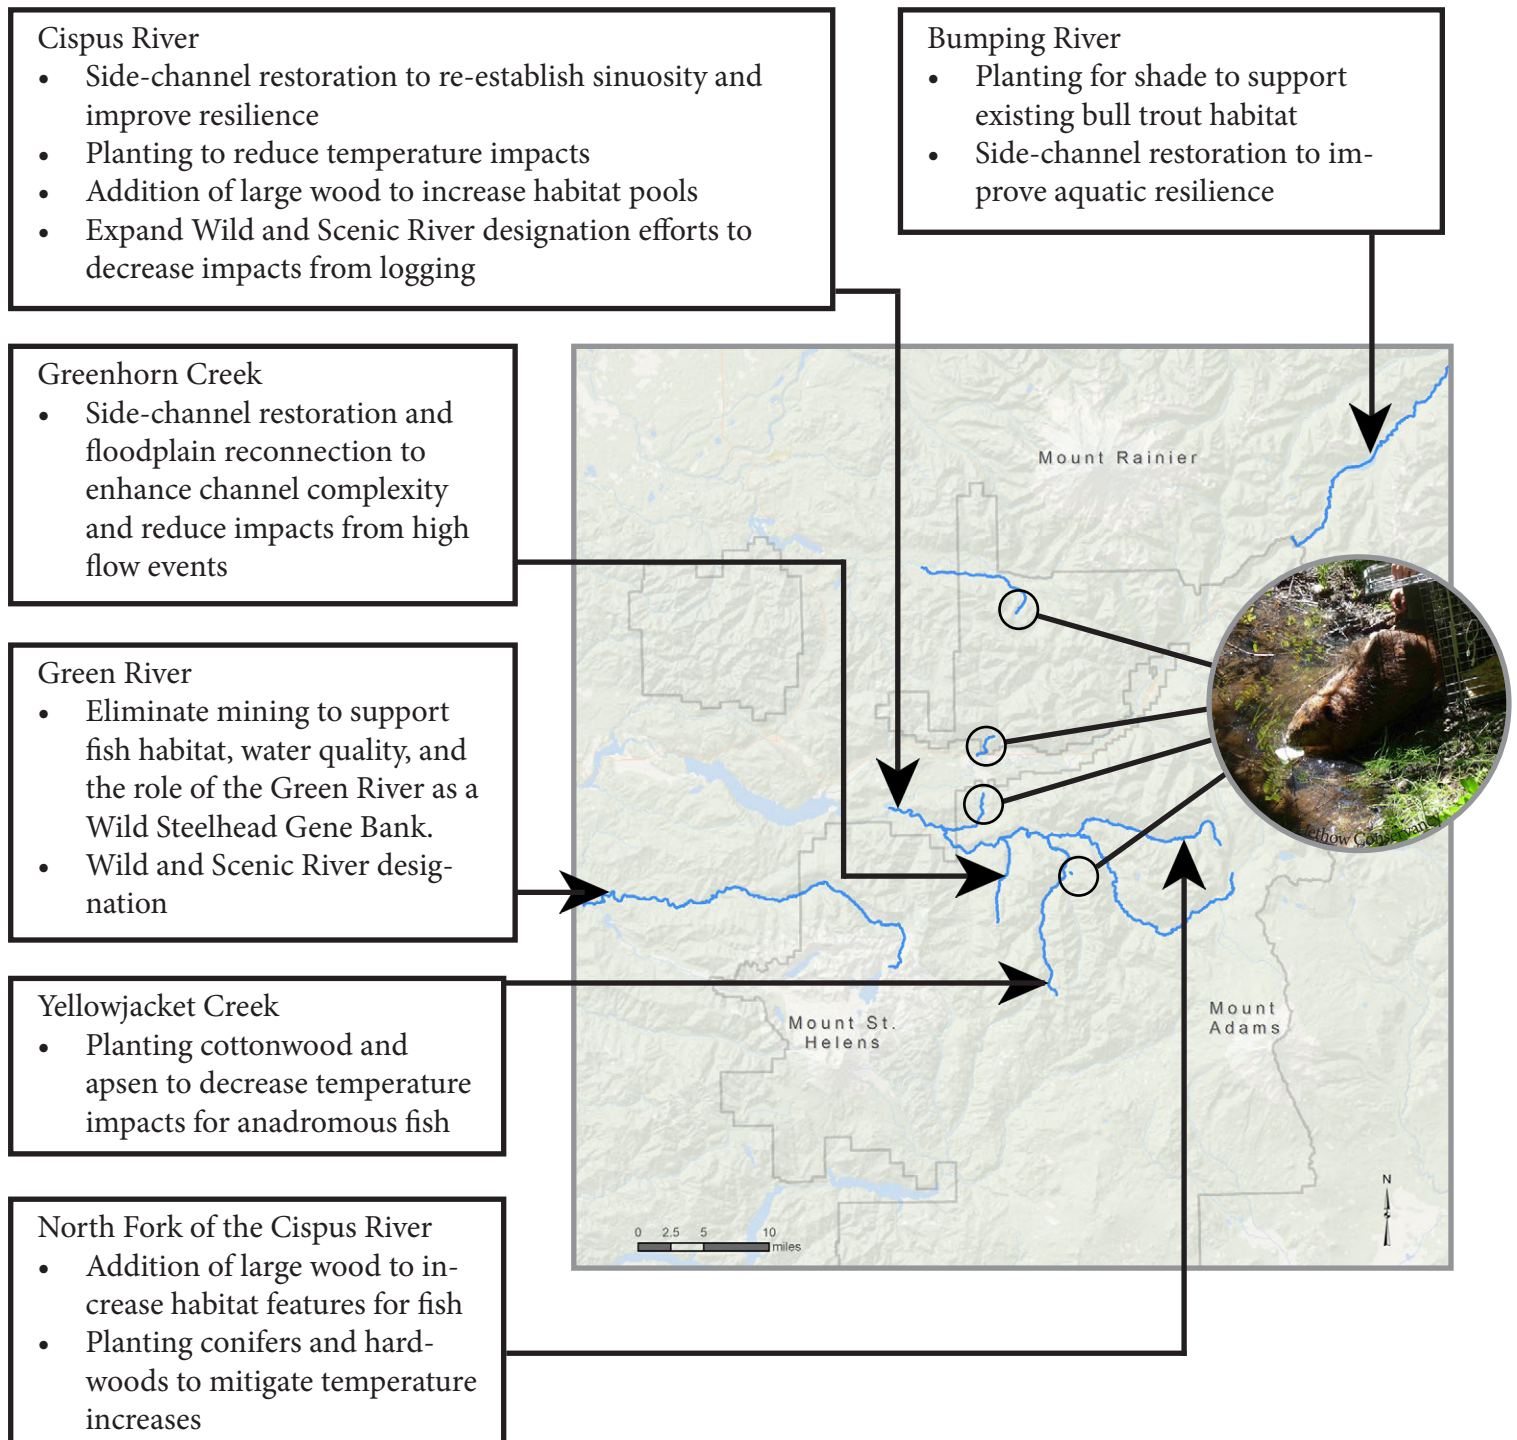 Cispus River
• Side-channel restoration to re-establish sinuosity and
improve resilience
• Planting to reduce temperature impacts
• Addition of large wood to increase habitat pools
• Expand Wild and Scenic River designation efforts to
decrease impacts from logging
Bumping River
• Planting for shade to support
existing bull trout habitat
• Side-channel restoration to im-
prove aquatic resilience
Greenhorn Creek
• Side-channel restoration and
floodplain reconnection to
enhance channel complexity
and reduce impacts from high
flow events
Green River
• Eliminate mining to support
fish habitat, water quality, and
the role of the Green River as a
Wild Steelhead Gene Bank.
• Wild and Scenic River desig-
nation
Yellowjacket Creek
• Planting cottonwood and
apsen to decrease temperature
impacts for anadromous fish
North Fork of the Cispus River
• Addition of large wood to in-
crease habitat features for fish
• Planting conifers and hard-
woods to mitigate temperature
increases
Mount Rainier
Mount St.
Helens
Mount
Adams
Conservancy
N
0 2.5 5 10
miles